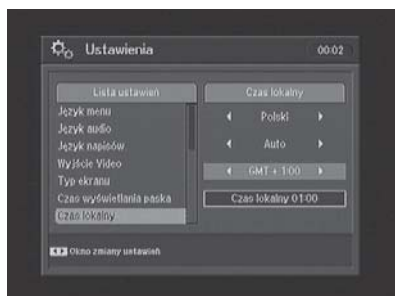 Ustawienia 00:02
Lista ustawień
Język menu
Język audio
Język napisów
Wyjście Video
Typ ekranu
Czas wyświetlania paska
Czas lokalny
Czas lokalny
Polski
Auto
GMT + 1:00
Czas lokalny 01:00
Okno zmiany ustawień